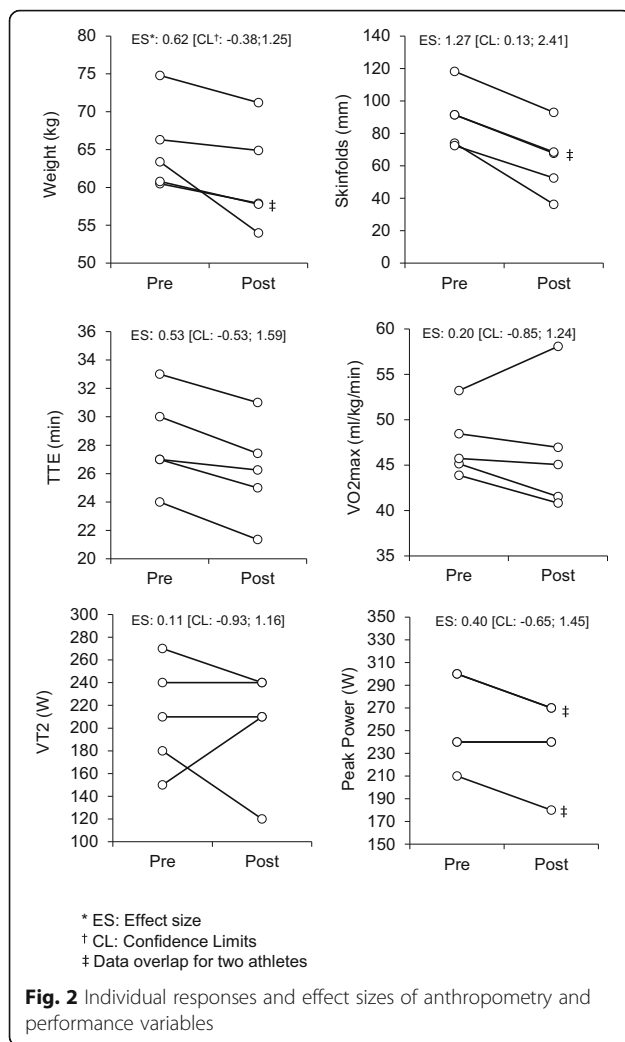 ES*: 0.62 [CL†: -0.38;1.25]
Weight (kg)
80
75
70
65
60
55
50
‡
Pre Post
ES: 1.27 [CL: 0.13; 2.41]
Skinfolds (mm)
140
120
100
80
60
40
20
0
‡
Pre Post
ES: 0.53 [CL: -0.53; 1.59]
TTE (min)
36
34
32
30
28
26
24
22
20
Pre Post
ES: 0.20 [CL: -0.85; 1.24]
VO2max (ml/kg/min)
60
55
50
45
40
35
Pre Post
ES: 0.11 [CL: -0.93; 1.16]
VT2 (W)
300
280
260
240
220
200
180
160
140
120
100
Pre Post
ES: 0.40 [CL: -0.65; 1.45]
Peak Power (W)
350
330
310
290
270
250
230
210
190
170
150
‡
‡
Pre Post
* ES: Effect size
† CL: Confidence Limits
‡ Data overlap for two athletes
Fig. 2 Individual responses and effect sizes of anthropometry and
performance variables